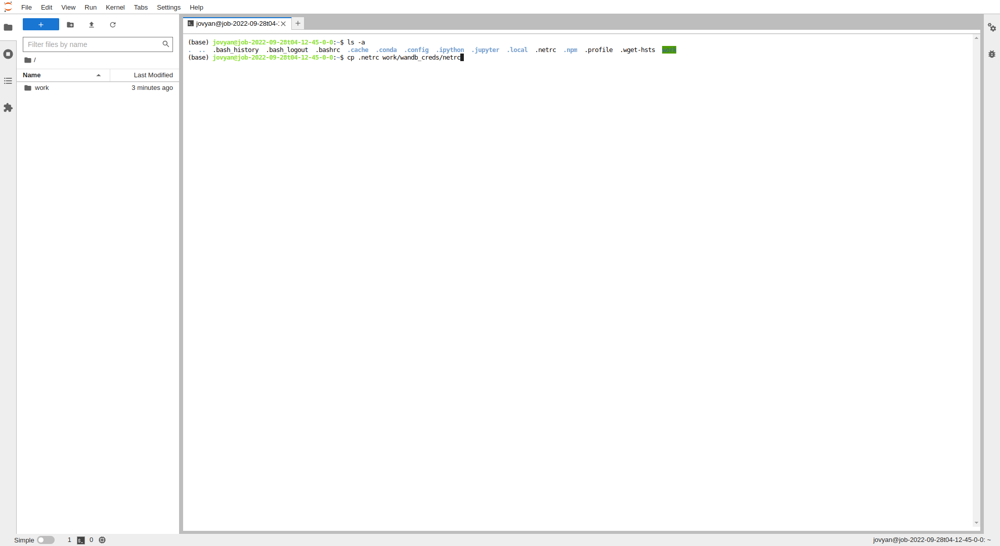 File Edit View Run Kernel Tabs Settings Help
jovyan@job-2022-09-28t04-:
Filter files by name
/
Name Last Modified
work 3 minutes ago
(base) jovyan@job-2022-09-28t04-12-45-0-0:~$ ls -a
. .. .bash_history .bash_logout .bashrc .cache .conda .config .ipython .jupyter .local .netrc .npm .profile .wget-hsts work
(base) jovyan@job-2022-09-28t04-12-45-0-0:~$ cp .netrc work/wandb_creds/netrc
Simple 1 $_ 0
jovyan@job-2022-09-28t04-12-45-0-0: ~